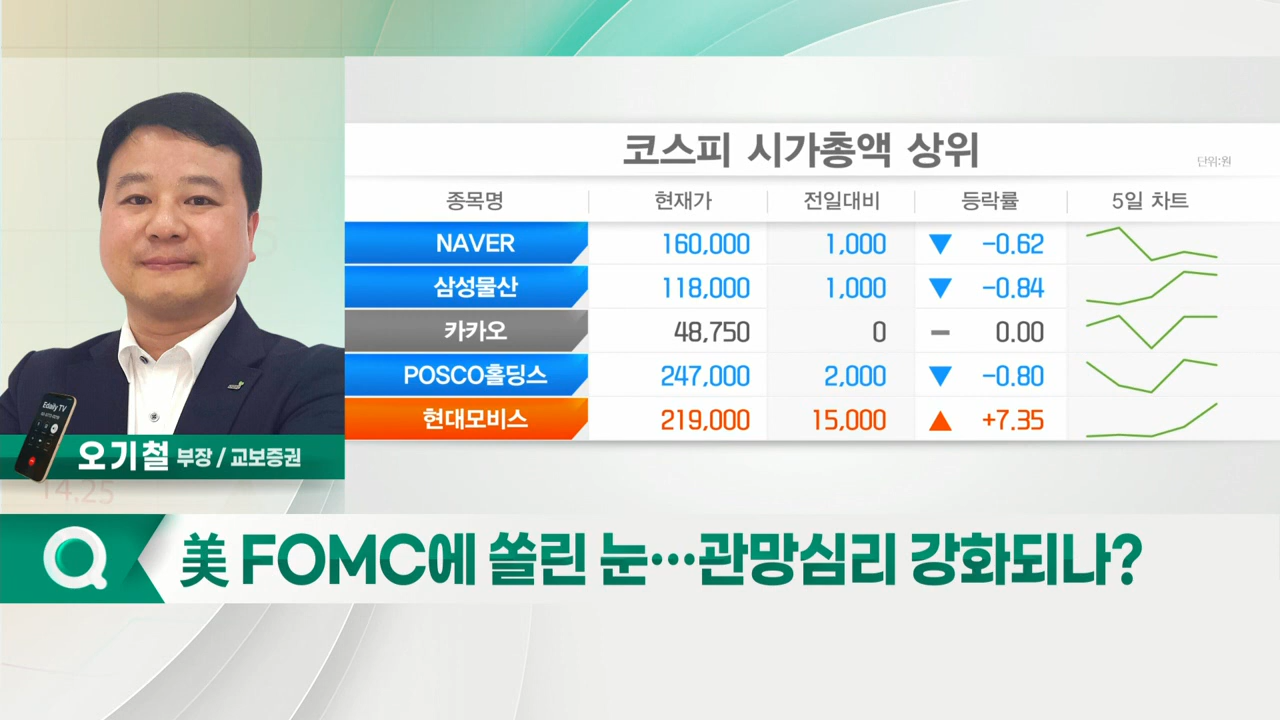 코스피 시가총액 상위
단위:원
종목명 현재가 전일대비 등락률 5일 차트
NAVER 160,000 1,000 ▼ -0.62
삼성물산 118,000 1,000 ▼ -0.84
카카오 48,750 0 - 0.00
POSCO홀딩스 247,000 2,000 ▼ -0.80
현대모비스 219,000 15,000 ▲ +7.35
Edaily TV
오기철 부장 / 교보증권
14.25
Q 美 FOMC에 쏠린 눈…관망심리 강화되나?